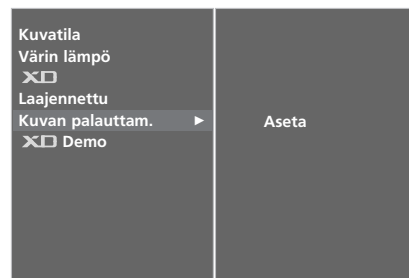 Kuvatila
Värin lämpö
XD
Laajennettu
Kuvan palauttam. ►
Aseta
XD Demo